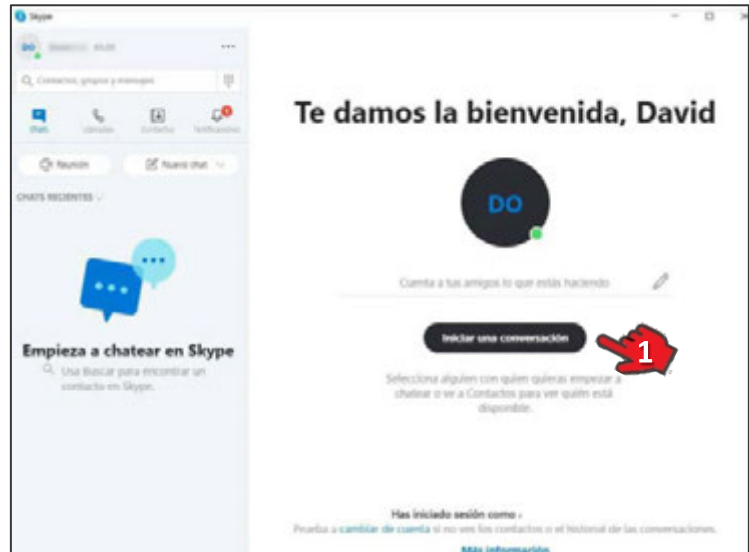 Skype
DO
Contactos, grupos y mensajes
Chats
Llamadas
Contactos
Notificaciones
Reunión
Nuevo chat
CHATS RECIENTES
Empieza a chatear en Skype
Usa Buscar para encontrar un
contacto en Skype.
Te damos la bienvenida, David
DO
Cuenta a tus amigos lo que estás haciendo
Iniciar una conversación
1
Selecciona alguien con quien quieras empezar a
chatear o ve a Contactos para ver quién está
disponible.
Has iniciado sesión como
Prueba a cambiar de cuenta si no ves los contactos o el historial de las conversaciones.
Más información